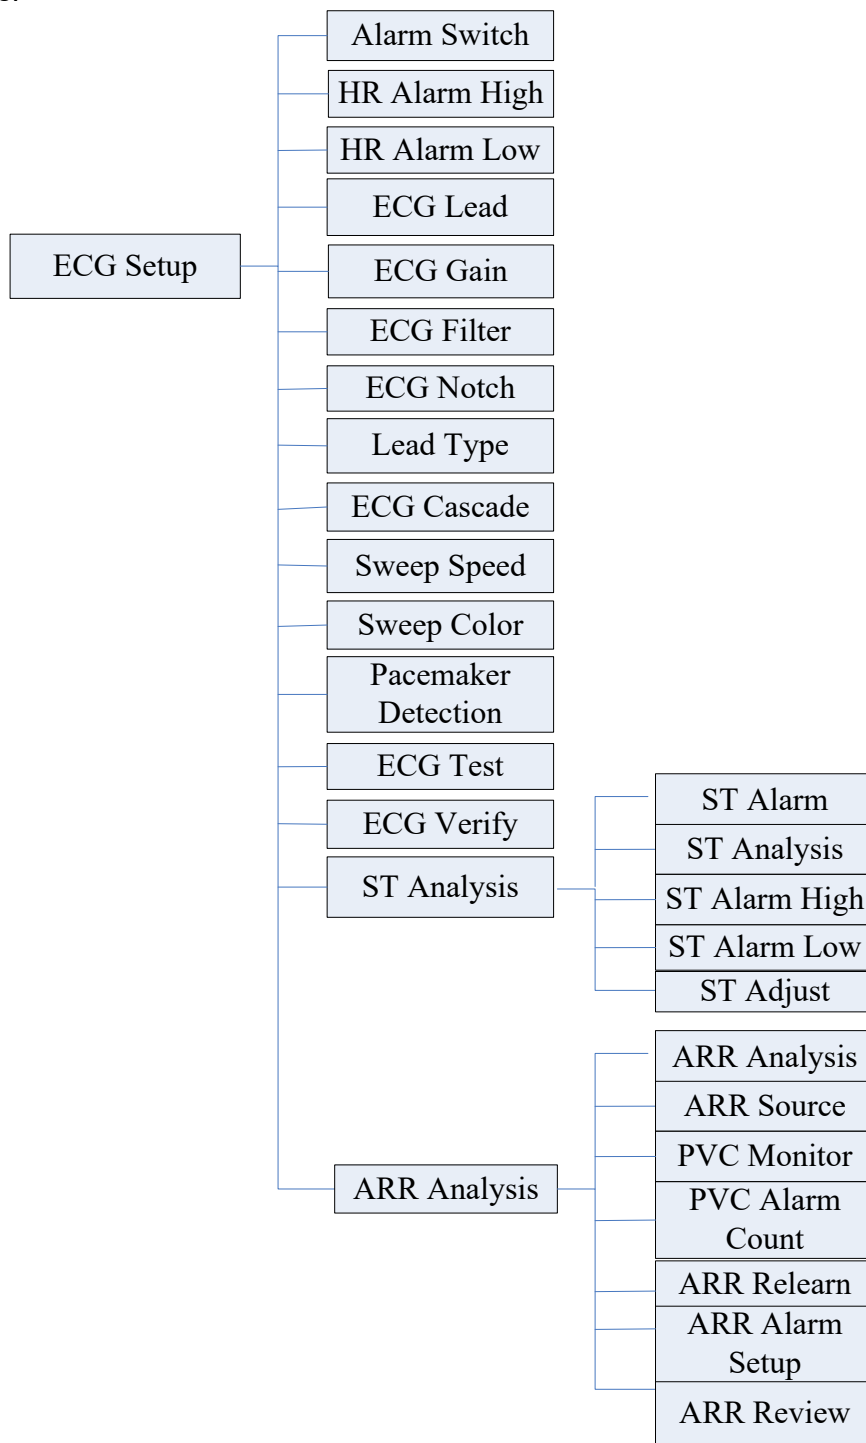 Alarm Switch
HR Alarm High
HR Alarm Low
ECG Lead
ECG Setup
ECG Gain
ECG Filter
ECG Notch
Lead Type
ECG Cascade
Sweep Speed
Sweep Color
Pacemaker
Detection
ECG Test
ECG Verify
ST Analysis
ST Alarm
ST Analysis
ST Alarm High
ST Alarm Low
ST Adjust
ARR Analysis
ARR Analysis
ARR Source
PVC Monitor
PVC Alarm
Count
ARR Relearn
ARR Alarm
Setup
ARR Review